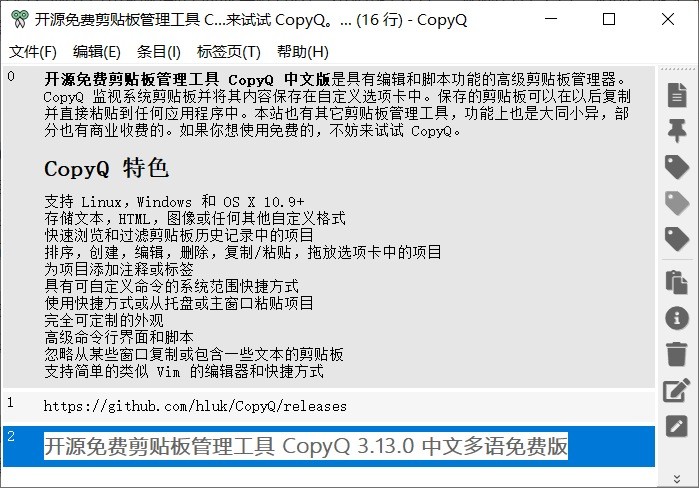 开源免费剪贴板管理工具 C...来试试 CopyQ。... (16 行) - CopyQ
文件(F) 编辑(E) 条目(I) 标签页(T) 帮助(H)
0
开源免费剪贴板管理工具 CopyQ 中文版是具有编辑和脚本功能的高级剪贴板管理器。
CopyQ 监视系统剪贴板并将其内容保存在自定义选项卡中。保存的剪贴板可以在以后复制
并直接粘贴到任何应用程序中。本站也有其它剪贴板管理工具，功能上也是大同小异，部
分也有商业收费的。如果你想使用免费的，不妨来试试 CopyQ。
CopyQ 特色
支持 Linux，Windows 和 OS X 10.9+
存储文本，HTML，图像或任何其他自定义格式
快速浏览和过滤剪贴板历史记录中的项目
排序，创建，编辑，删除，复制/粘贴，拖放选项卡中的项目
为项目添加注释或标签
具有可自定义命令的系统范围快捷方式
使用快捷方式或从托盘或主窗口粘贴项目
完全可定制的外观
高级命令行界面和脚本
忽略从某些窗口复制或包含一些文本的剪贴板
支持简单的类似 Vim 的编辑器和快捷方式
1
https://github.com/hluk/CopyQ/releases
2
开源免费剪贴板管理工具 CopyQ 3.13.0 中文多语免费版